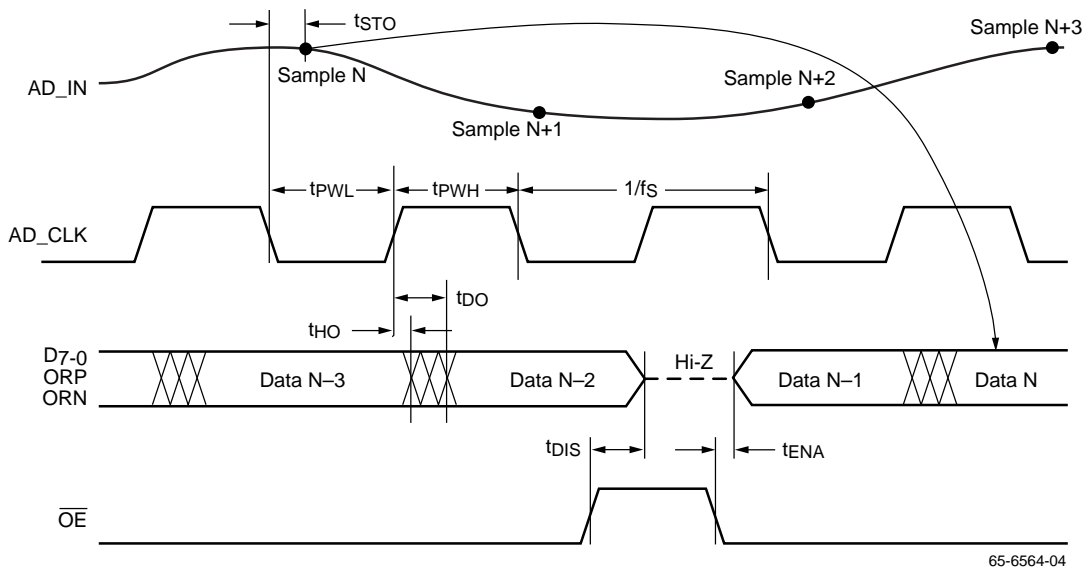 tSTO
Sample N+3
Sample N
AD_IN
Sample N+2
Sample N+1
tPWL
tPWH
1/fS
AD_CLK
tDO
tHO
D7-0
ORP
ORN
Data N–3
Data N–2
Hi-Z
Data N–1
Data N
tDIS
tENA
OE
65-6564-04